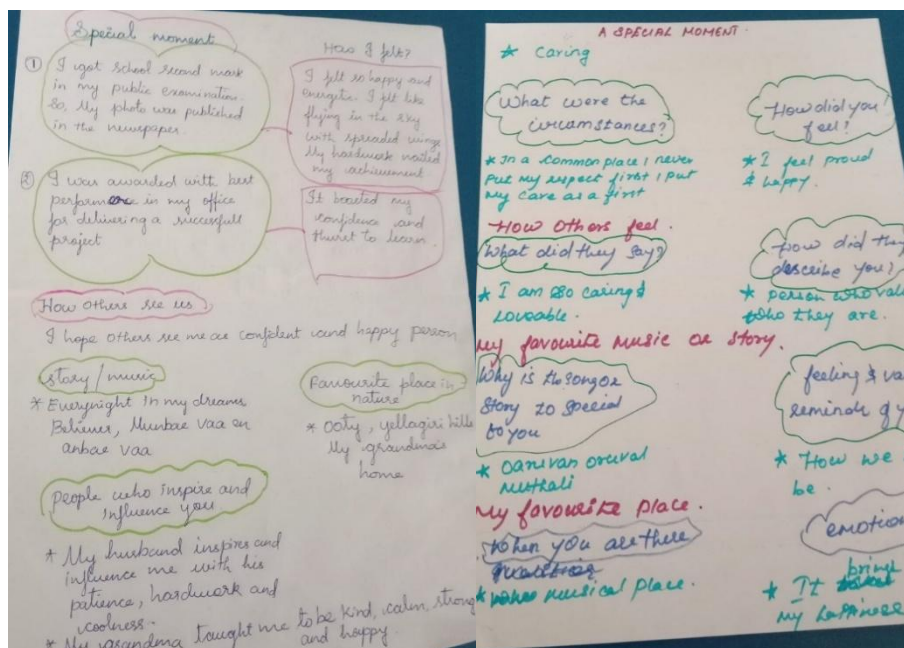 Special moment
① I got school second mark
in my public examination.
So, My photo was published
in the newspaper.
How I felt?
I felt so happy and
energetic. I felt like
flying in the sky
with spreaded wings
My hardwork
my achievement
② I was awarded with best
performance in my office
for delivering a successfull
project
It boosted my
confidence and
to learn.
How others see us
I hope others see me as confident and happy person
story/music
* Everynight in my dreams
Believer, Munbae vaa en
anbae vaa
Favourite place in
nature
* Ooty, yellagiri hills
My grandma's
home
People who inspire and
influence you
* My husband inspires and
influence me with his
patience, hardwork and
coolness.
* My grandma taught me to be kind, calm, strong
and happy.
A SPECIAL MOMENT.
* caring
What were the
circumstances?
* In a common place I never
put my respect first I put
my care as a first
How did you
feel?
* I feel proud
& happy.
How others feel.
What did they say?
* I am so caring &
Loveable.
How did they
describe you?
* person who val
who they are.
My favourite music or story.
Why is the song or
story so special
to you
* oruval
feeling & va
reminds of y
* How we
be.
My favourite place.
When you are there
* musical place.
emotion
* It bring
my happiness